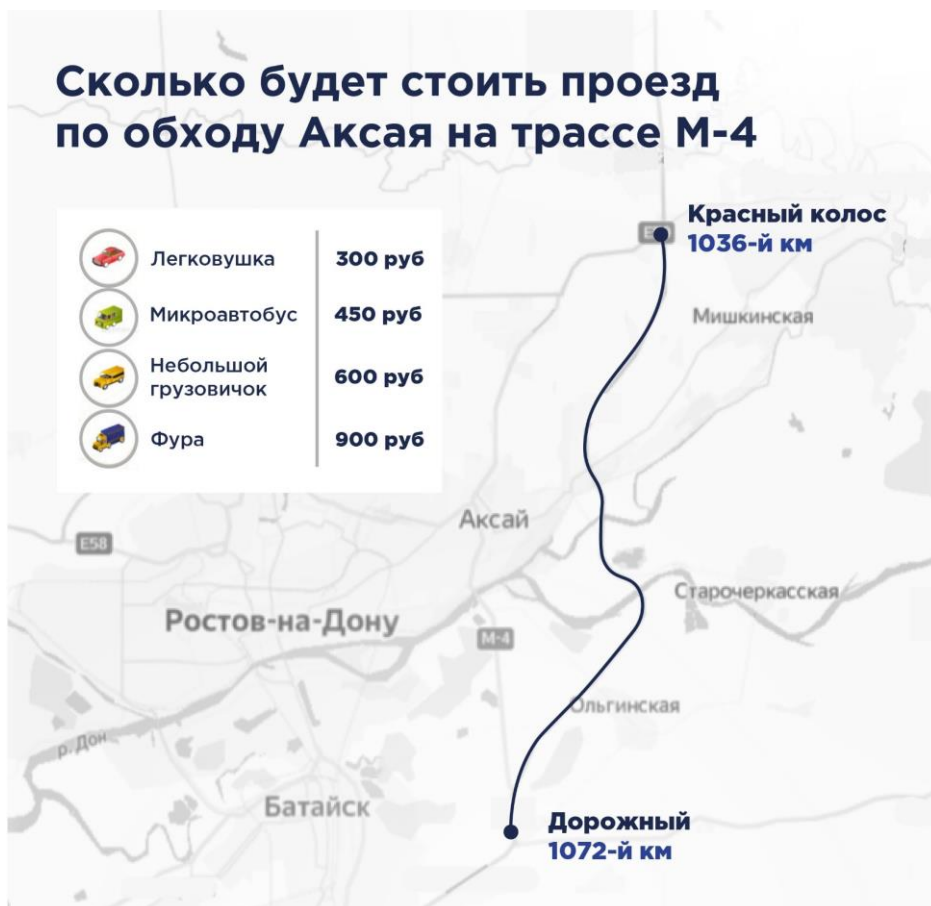 Сколько будет стоить проезд
по обходу Аксая на трассе М-4
Красный колос
1036-й км
Легковушка 300 руб
Микроавтобус 450 руб
Небольшой
грузовичок
600 руб
Фура 900 руб
Мишкинская
Аксай
E58
Старочеркасская
Ростов-на-Дону
М-4
Ольгинская
р. Дон
Батайск
Дорожный
1072-й км